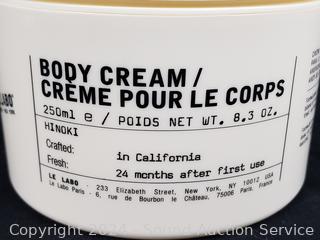 BODY CREAM /
CRÈME POUR LE CORPS
250ml e / POIDS NET WT. 8.3 OZ.
HINOKI
Crafted: in California
Fresh: 24 months after first use
LE LABO - 233 Elizabeth Street, New York, NY 10012 USA
Le Labo Paris - 6, rue de Bourbon le Château, 75006 Paris. France